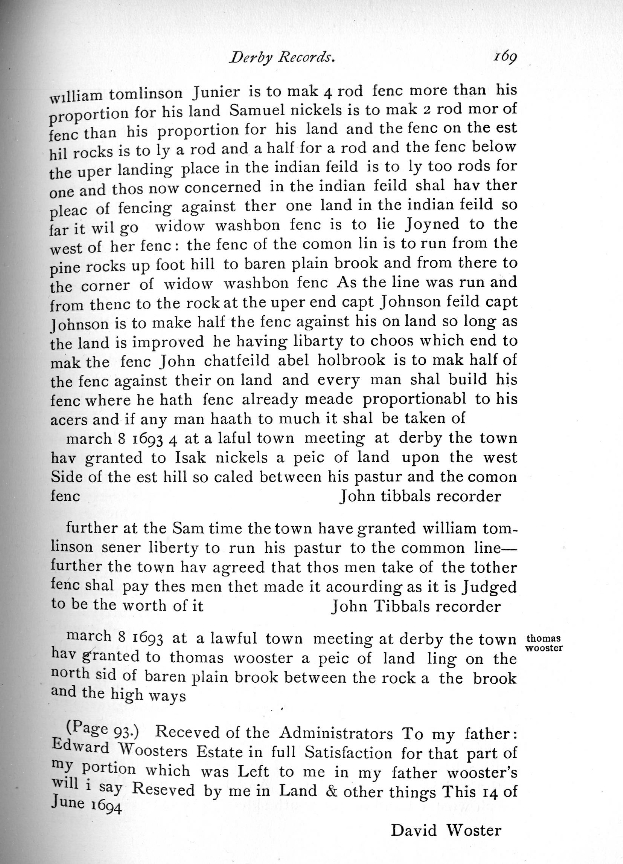 Derby Records. 169
william tomlinson Junier is to mak 4 rod fenc more than his
proportion for his land Samuel nickels is to mak 2 rod mor of
fenc than his proportion for his land and the fenc on the est
hil rocks is to ly a rod and a half for a rod and the fenc below
the uper landing place in the indian feild is to ly too rods for
one and thos now concerned in the indian feild shal hav ther
pleac of fencing against ther one land in the indian feild so
far it wil go widow washbon fenc is to lie Joyned to the
west of her fenc: the fenc of the comon lin is to run from the
pine rocks up foot hill to baren plain brook and from there to
the corner of widow washbon fenc As the line was run and
from thenc to the rock at the uper end capt Johnson feild capt
Johnson is to make half the fenc against his on land so long as
the land is improved he having libarty to choos which end to
mak the fenc John chatfeild abel holbrook is to mak half of
the fenc against their on land and every man shal build his
fenc where he hath fenc already meade proportionabl to his
acers and if any man haath to much it shal be taken of
march 8 1693 4 at a laful town meeting at derby the town
hav granted to Isak nickels a peic of land upon the west
Side of the est hill so caled between his pastur and the comon
fenc John tibbals recorder
further at the Sam time the town have granted william tom-
linson sener liberty to run his pastur to the common line—
further the town hav agreed that thos men take of the tother
fenc shal pay thes men thet made it acourding as it is Judged
to be the worth of it John Tibbals recorder
march 8 1693 at a lawful town meeting at derby the town thomas
hav granted to thomas wooster a peic of land ling on the wooster
north sid of baren plain brook between the rock a the brook
and the high ways
(Page 93.) Receved of the Administrators To my father:
Edward Woosters Estate in full Satisfaction for that part of
my portion which was Left to me in my father wooster's
will i say Reseved by me in Land & other things This 14 of
June 1694
David Woster